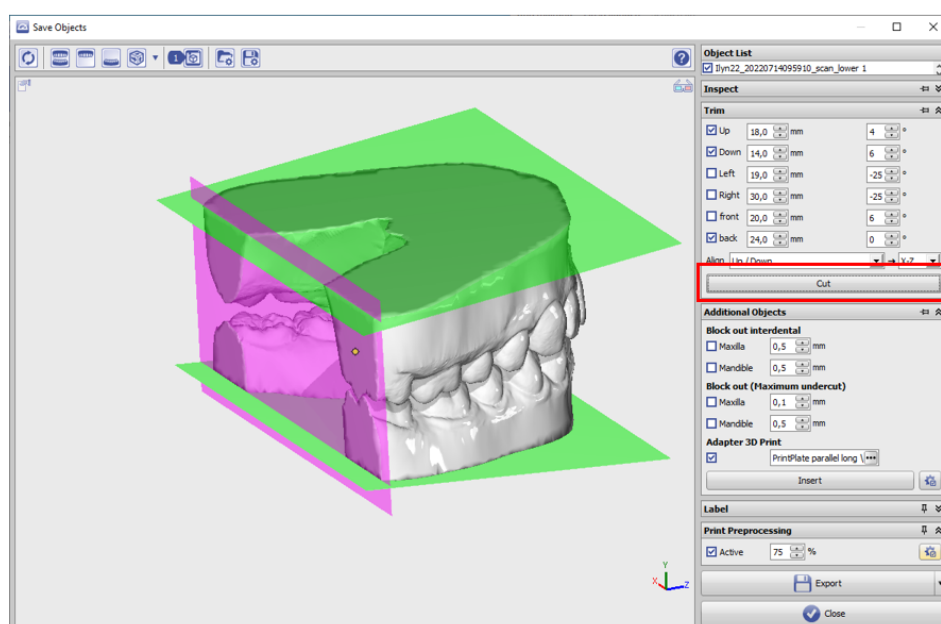 Save Objects
1
?
Object List
Ilyn22_20220714095910_scan_lower 1
Inspect
Trim
Up 18,0 mm 4 °
Down 14,0 mm 6 °
Left 19,0 mm -25 °
Right 30,0 mm -25 °
front 20,0 mm 6 °
back 24,0 mm 0 °
Align Up / Down X-Z
Cut
Additional Objects
Block out interdental
Maxilla 0,5 mm
Mandible 0,5 mm
Block out (Maximum undercut)
Maxilla 0,1 mm
Mandible 0,5 mm
Adapter 3D Print
PrintPlate parallel long \ ...
Insert
Label
Print Preprocessing
Active 75 %
Y
X Z
Export
Close